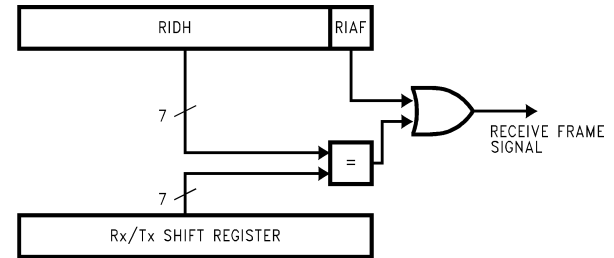 RIDH
RIAF
7
RECEIVE FRAME
SIGNAL
=
7
Rx/Tx SHIFT REGISTER